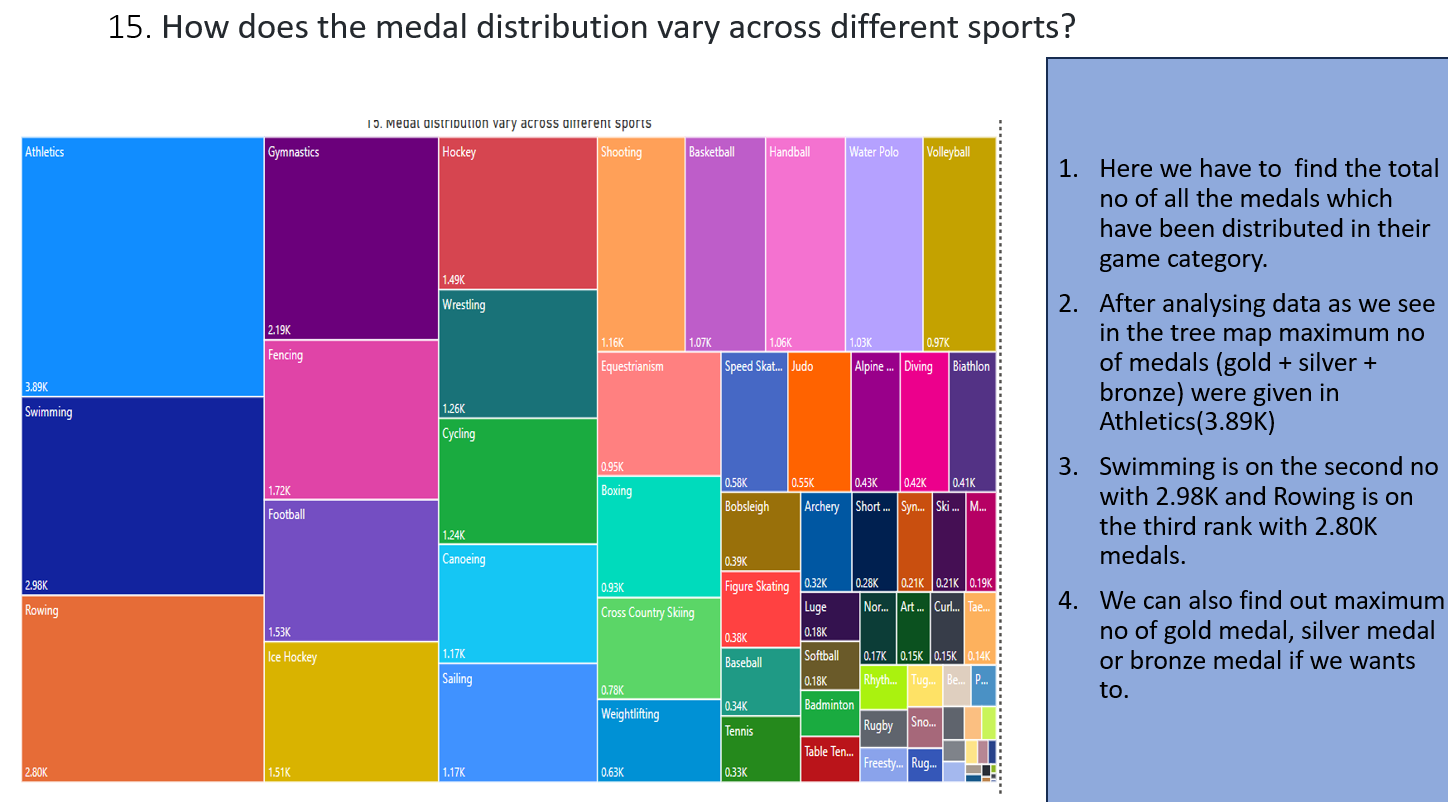 15. How does the medal distribution vary across different sports?
15. Medal distribution vary across different sports
Athletics
3.89K
Swimming
2.98K
Rowing
2.80K
Gymnastics
2.19K
Fencing
1.72K
Football
1.53K
Ice Hockey
1.51K
Hockey
1.49K
Wrestling
1.26K
Cycling
1.24K
Canoeing
1.17K
Sailing
1.17K
Shooting
1.16K
Basketball
1.07K
Handball
1.06K
Water Polo
1.03K
Volleyball
0.97K
Equestrianism
0.95K
Boxing
0.93K
Cross Country Skiing
0.78K
Weightlifting
0.63K
Speed Skat...
0.58K
Judo
0.55K
Alpine ...
0.43K
Diving
0.42K
Biathlon
0.41K
Bobsleigh
0.39K
Figure Skating
0.38K
Baseball
0.34K
Tennis
0.33K
Archery
0.32K
Short ...
0.28K
Syn...
0.21K
Ski ...
0.21K
M...
0.19K
Luge
0.18K
Softball
0.18K
Badminton
Table Ten...
Nor...
0.17K
Art ...
0.15K
Curl...
0.15K
Tae...
0.14K
Rhyth...
Tug...
Be...
P...
Rugby
Sno...
Freesty...
Rug...
1. Here we have to find the total
no of all the medals which
have been distributed in their
game category.
2. After analysing data as we see
in the tree map maximum no
of medals (gold + silver +
bronze) were given in
Athletics(3.89K)
3. Swimming is on the second no
with 2.98K and Rowing is on
the third rank with 2.80K
medals.
4. We can also find out maximum
no of gold medal, silver medal
or bronze medal if we wants
to.